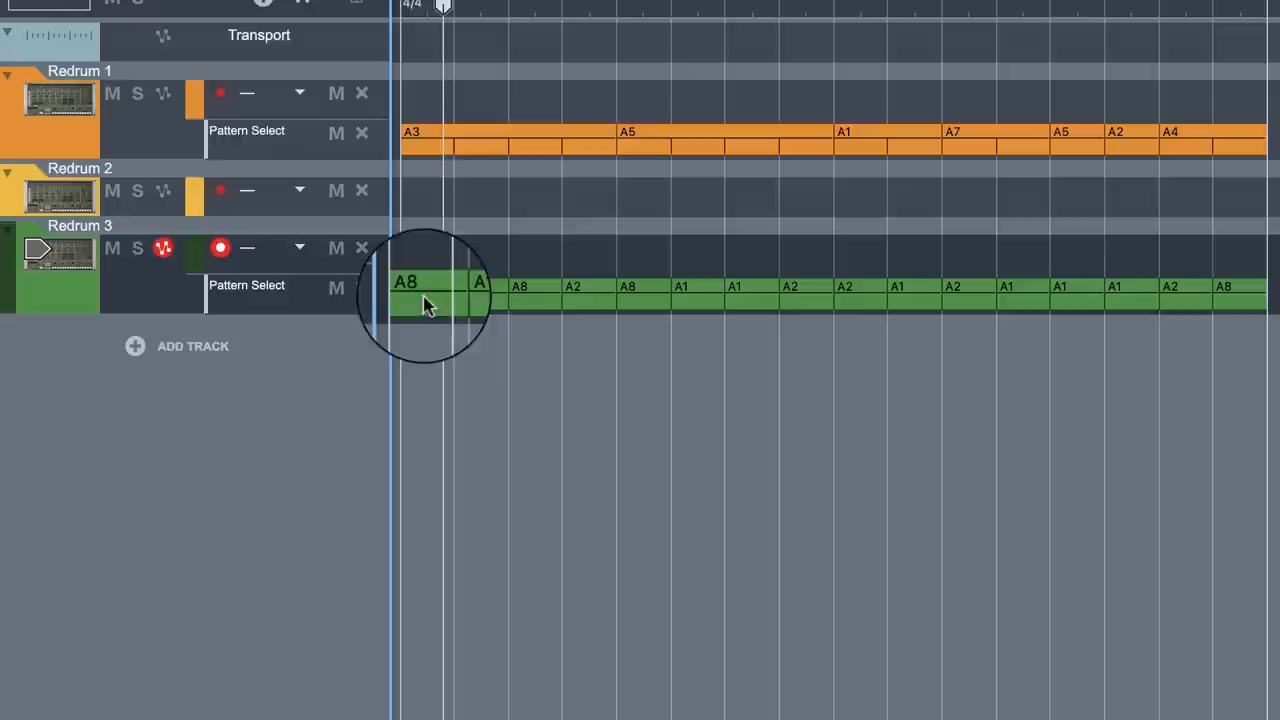 4/4
Transport
Redrum 1
M S — M
Pattern Select M
A3 A5 A1 A7 A5 A2 A4
Redrum 2
M S — M
Redrum 3
M S — M
Pattern Select M
A8 A8 A2 A8 A1 A1 A2 A2 A1 A2 A1 A1 A1 A2 A8
ADD TRACK